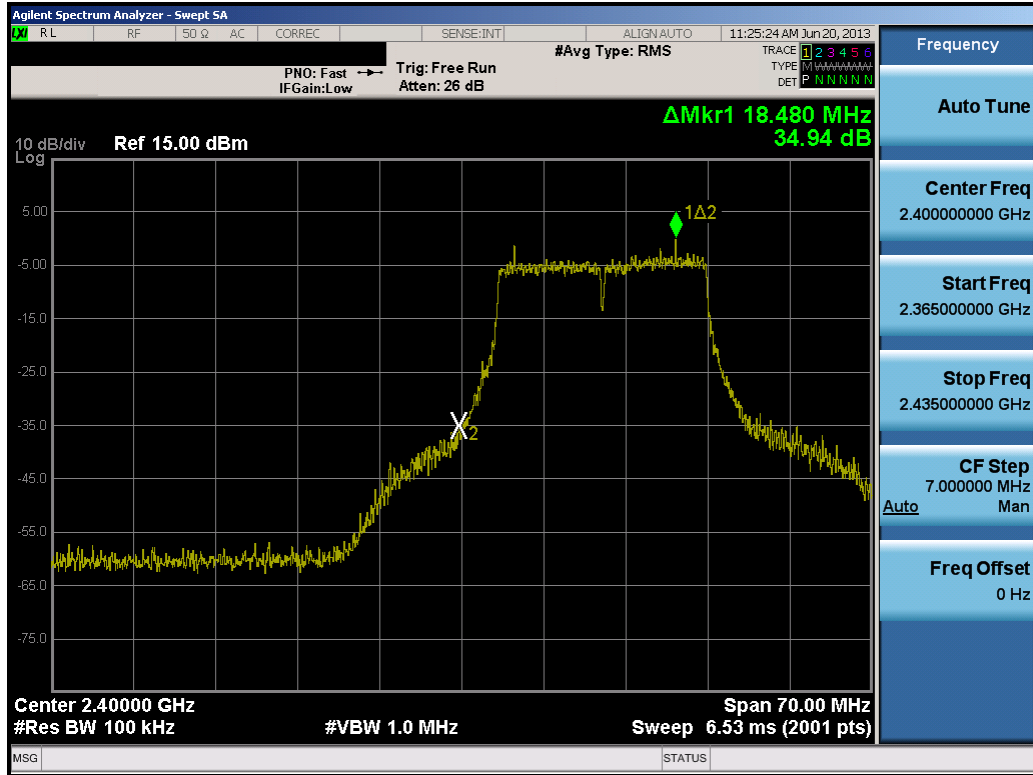 Agilent Spectrum Analyzer - Swept SA
LXI RL RF 50 Ω AC CORREC SENSE:INT ALIGN AUTO 11:25:24 AM Jun 20, 2013
PNO: Fast
IFGain:Low
Trig: Free Run
Atten: 26 dB
#Avg Type: RMS
TRACE 1 2 3 4 5 6
TYPE M W W W W W
DET P N N N N N
ΔMkr1 18.480 MHz
34.94 dB
10 dB/div Ref 15.00 dBm
Log
5.00
-5.00
-15.0
-25.0
-35.0
-45.0
-55.0
-65.0
-75.0
1Δ2
X2
Center 2.40000 GHz Span 70.00 MHz
#Res BW 100 kHz #VBW 1.0 MHz Sweep 6.53 ms (2001 pts)
MSG STATUS
Frequency
Auto Tune
Center Freq
2.400000000 GHz
Start Freq
2.365000000 GHz
Stop Freq
2.435000000 GHz
CF Step
7.000000 MHz
Auto Man
Freq Offset
0 Hz